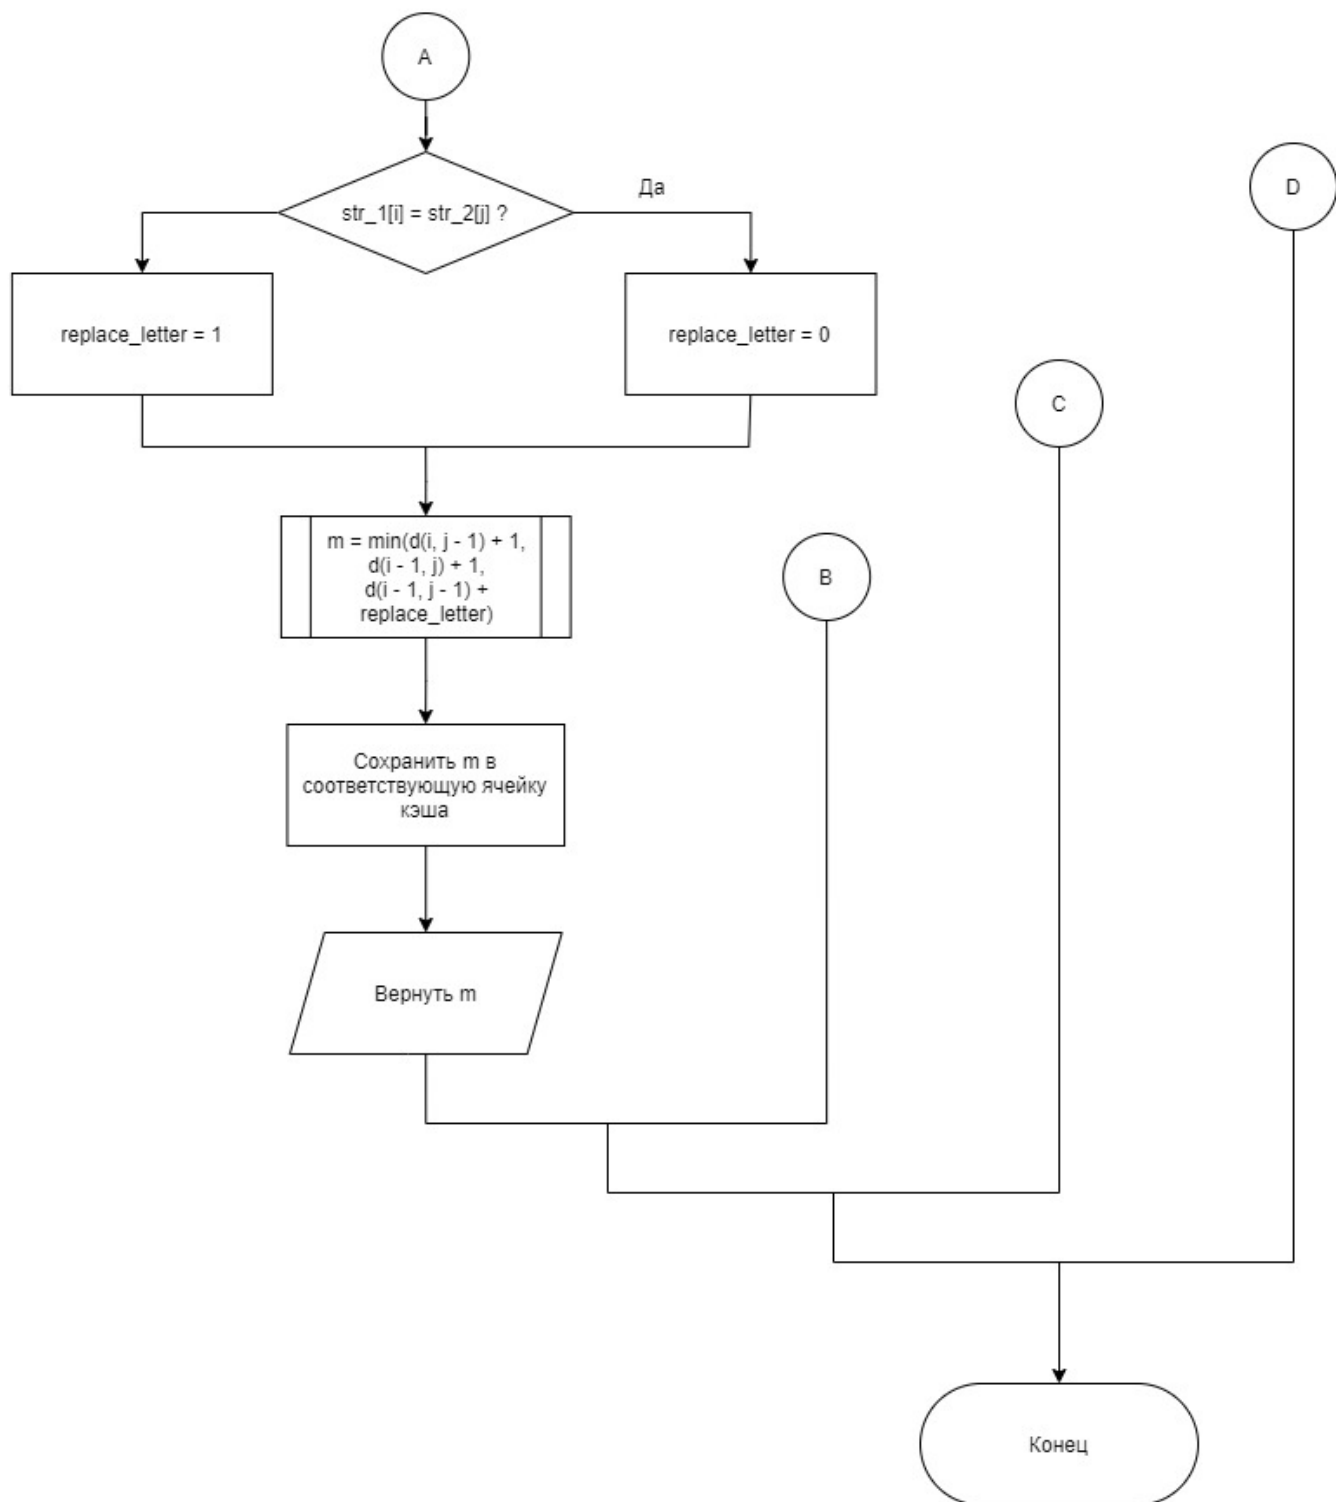 A
Да
D
str_1[i] = str_2[j] ?
replace_letter = 1
replace_letter = 0
C
m = min(d(i, j - 1) + 1,
d(i - 1, j) + 1,
d(i - 1, j - 1) +
replace_letter)
B
Сохранить m в
соответствующую ячейку
кэша
Вернуть m
Конец